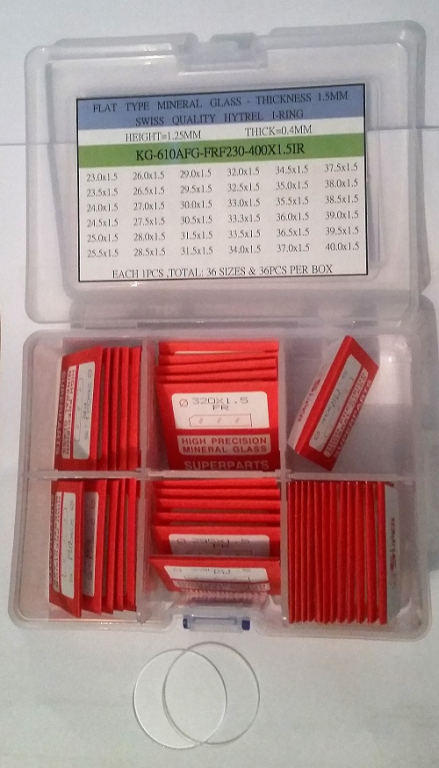 FLAT TYPE MINERAL GLASS - THICKNESS 1.5MM
SWISS QUALITY HYTREL I-RING
HEIGHT=1.25MM THICK=0.4MM
KG-610AFG-FRF230-400X1.5IR
23.0x1.5 26.0x1.5 29.0x1.5 32.0x1.5 34.5x1.5 37.5x1.5
23.5x1.5 26.5x1.5 29.5x1.5 32.5x1.5 35.0x1.5 38.0x1.5
24.0x1.5 27.0x1.5 30.0x1.5 33.0x1.5 35.5x1.5 38.5x1.5
24.5x1.5 27.5x1.5 30.5x1.5 33.3x1.5 36.0x1.5 39.0x1.5
25.0x1.5 28.0x1.5 31.0x1.5 33.5x1.5 36.5x1.5 39.5x1.5
25.5x1.5 28.5x1.5 31.5x1.5 34.0x1.5 37.0x1.5 40.0x1.5
EACH 1PCS ,TOTAL: 36 SIZES & 36PCS PER BOX
Ø 320X1.5
FR
HIGH PRECISION
MINERAL GLASS
SUPERPARTS
Ø 295X1.5
FR